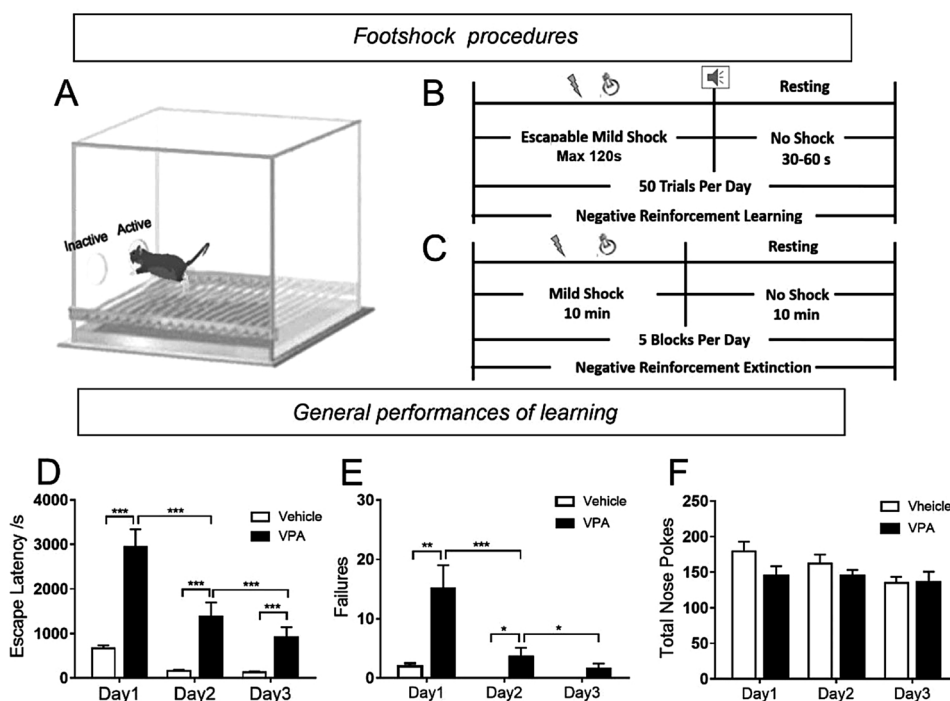 Footshock procedures
A
Inactive
Active
B
Resting
Escapable Mild Shock
Max 120s
No Shock
30-60 s
50 Trials Per Day
Negative Reinforcement Learning
C
Resting
Mild Shock
10 min
No Shock
10 min
5 Blocks Per Day
Negative Reinforcement Extinction
General performances of learning
D
Escape Latency /s
4000
3000
2000
1000
0
***
***
***
***
***
Vehicle
VPA
Day1
Day2
Day3
E
Failures
30
20
10
0
**
***
*
*
Vehicle
VPA
Day1
Day2
Day3
F
Total Nose Pokes
250
200
150
100
50
0
Vheicle
VPA
Day1
Day2
Day3